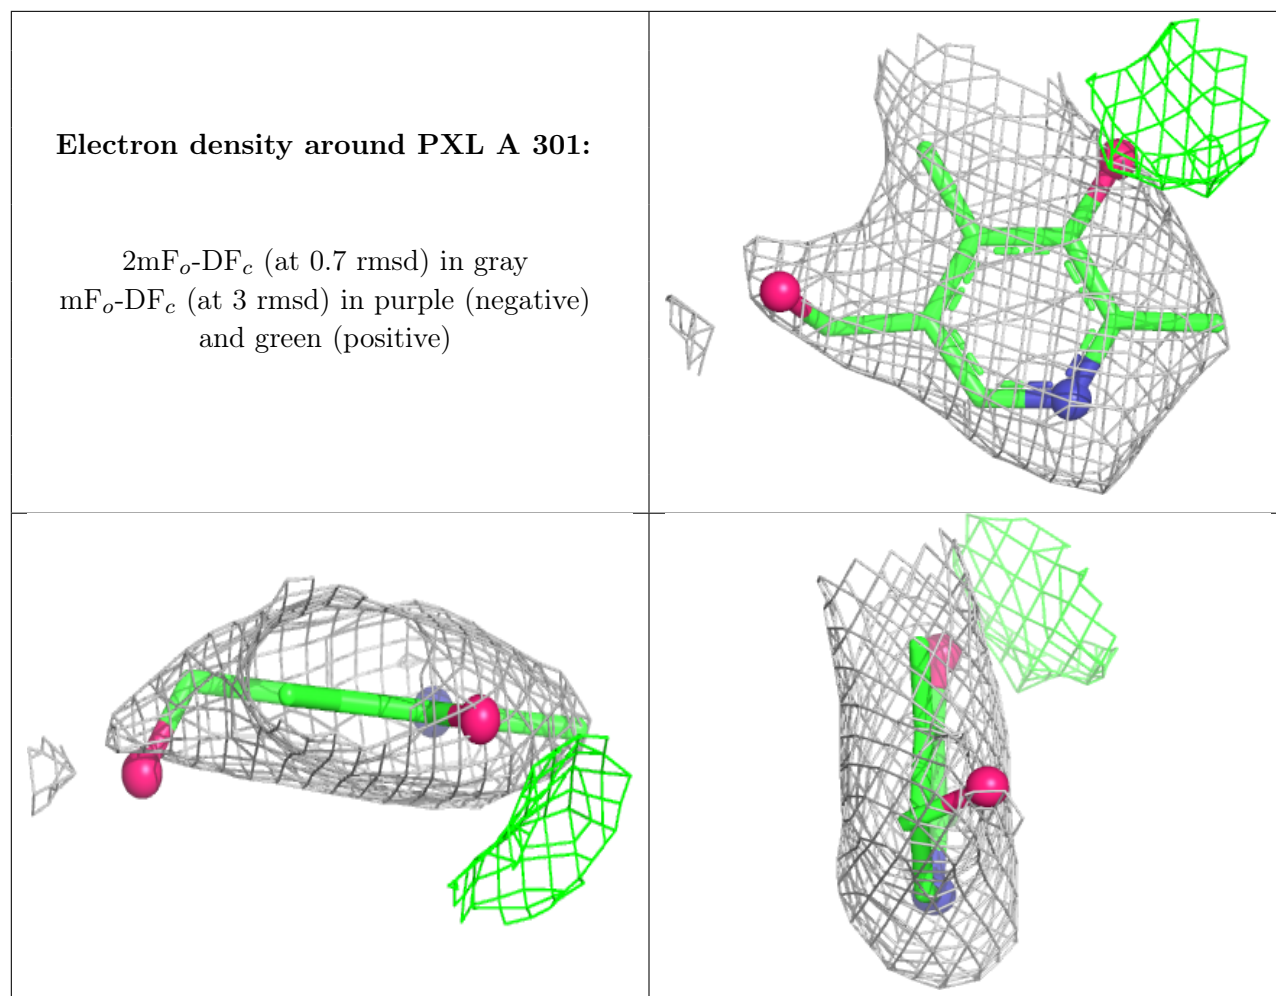 Electron density around PXL A 301:
2mFo-DFc (at 0.7 rmsd) in gray
mFo-DFc (at 3 rmsd) in purple (negative)
and green (positive)